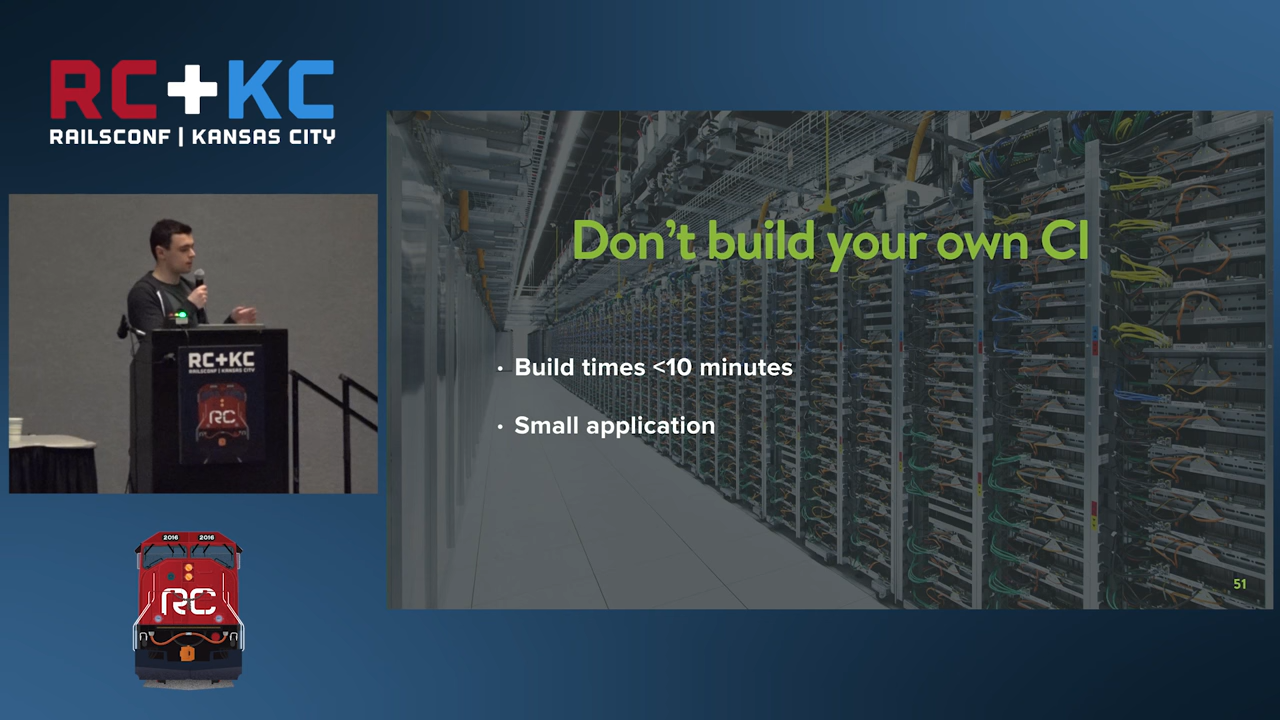 RC+KC
RAILSCONF | KANSAS CITY
Don't build your own CI
• Build times <10 minutes
• Small application
51
RC+KC
RAILSCONF | KANSAS CITY
RC
2016 2016
RC